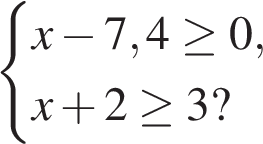 x − 7,4 ≥ 0,
x + 2 ≥ 3?